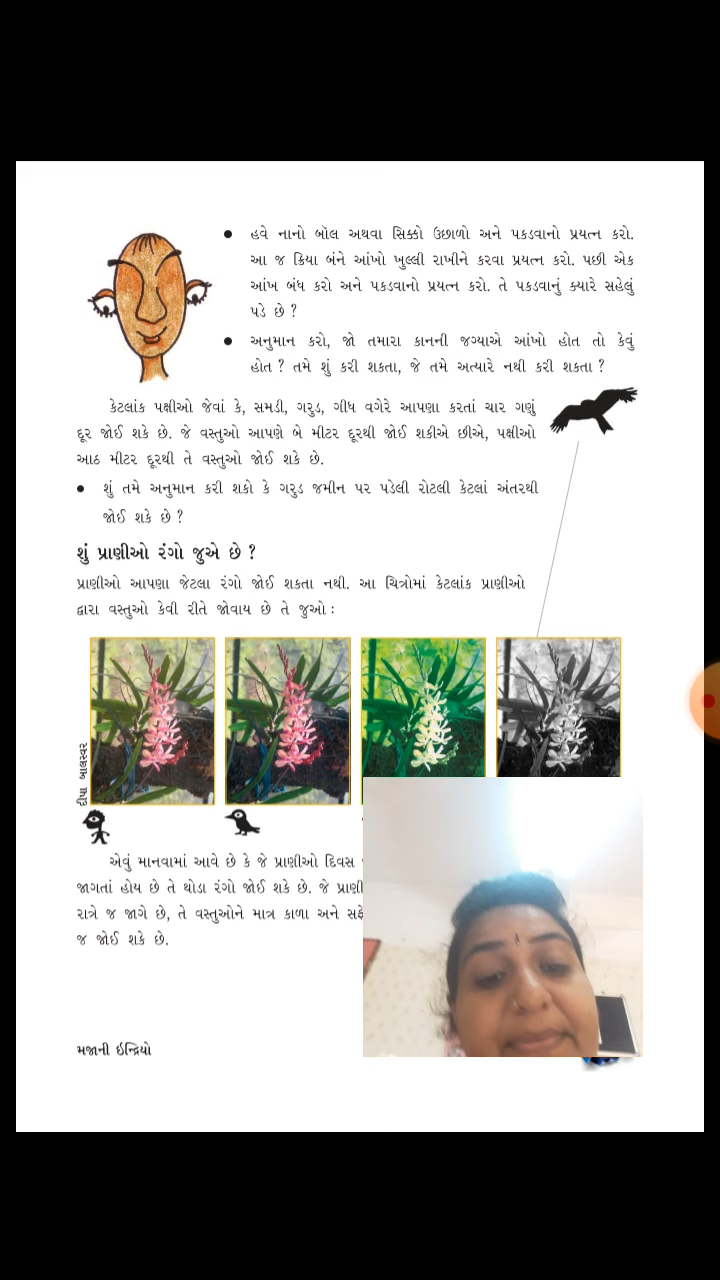 હવે નાનો બૉલ અથવા સિક્કો ઉછાળો અને પકડવાનો પ્રયત્ન કરો.
આ જ ક્રિયા બંને આંખો ખુલ્લી રાખીને કરવા પ્રયત્ન કરો. પછી એક
આંખ બંધ કરો અને પકડવાનો પ્રયત્ન કરો. તે પકડવાનું ક્યારે સહેલું
પડે છે ?
અનુમાન કરો, જો તમારા કાનની જગ્યાએ આંખો હોત તો કેવું
હોત ? તમે શું કરી શકતા, જે તમે અત્યારે નથી કરી શકતા ?
કેટલાંક પક્ષીઓ જેવાં કે, સમડી, ગરુડ, ગીધ વગેરે આપણા કરતાં ચાર ગણું
દૂર જોઈ શકે છે. જે વસ્તુઓ આપણે બે મીટર દૂરથી જોઈ શકીએ છીએ, પક્ષીઓ
આઠ મીટર દૂરથી તે વસ્તુઓ જોઈ શકે છે.
શું તમે અનુમાન કરી શકો કે ગરુડ જમીન પર પડેલી રોટલી કેટલાં અંતરથી
જોઈ શકે છે ?
શું પ્રાણીઓ રંગો જુએ છે ?
પ્રાણીઓ આપણા જેટલા રંગો જોઈ શકતા નથી. આ ચિત્રોમાં કેટલાંક પ્રાણીઓ
દ્વારા વસ્તુઓ કેવી રીતે જોવાય છે તે જુઓ :
દીપા બાલસ્વર
એવું માનવામાં આવે છે કે જે પ્રાણીઓ દિવસ
જાગતાં હોય છે તે થોડા રંગો જોઈ શકે છે. જે
રાત્રે જ જાગે છે, તે વસ્તુઓને માત્ર કાળા અને
જ જોઈ શકે છે.
મજાની ઇન્દ્રિયો